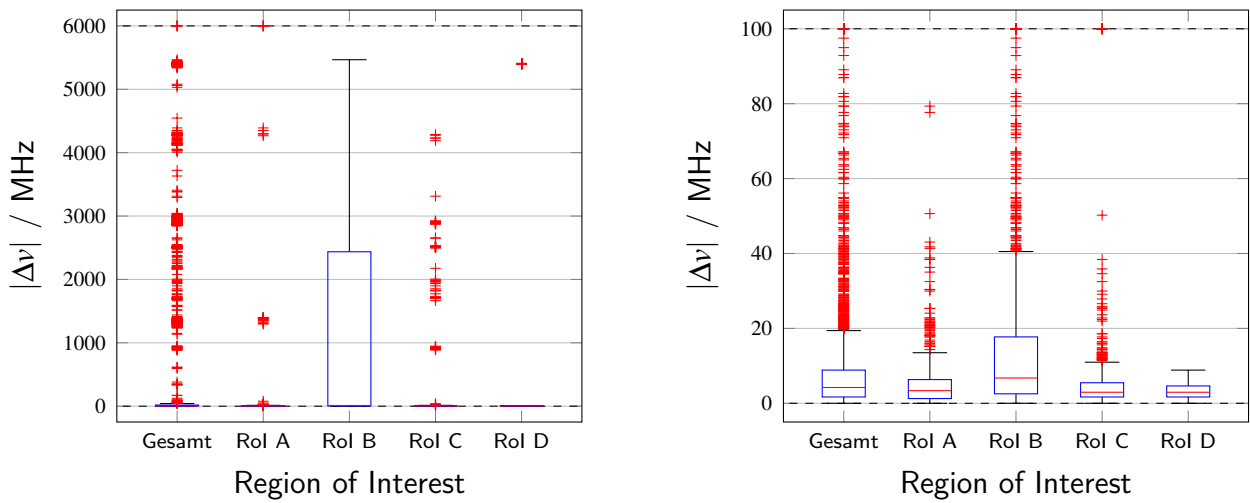 6000
5000
4000
3000
2000
1000
0
|Δν| / MHz
Gesamt RoI A RoI B RoI C RoI D
Region of Interest
100
80
60
40
20
0
|Δν| / MHz
Gesamt RoI A RoI B RoI C RoI D
Region of Interest